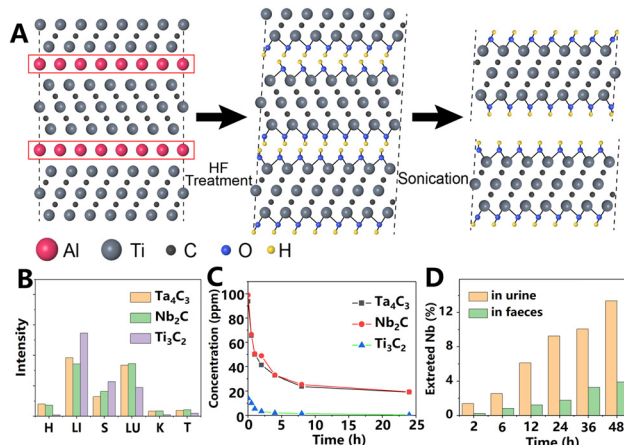 A
HF
Treatment
Sonication
Al Ti C O H
B
Intensity
Ta₄C₃
Nb₂C
Ti₃C₂
H LI S LU K T
C
Concentration (ppm)
100
80
60
40
20
0
Ta₄C₃
Nb₂C
Ti₃C₂
0 5 10 15 20 25
Time (h)
D
Extreted Nb (%)
12
8
4
0
in urine
in faeces
2 6 12 24 36 48
Time (h)